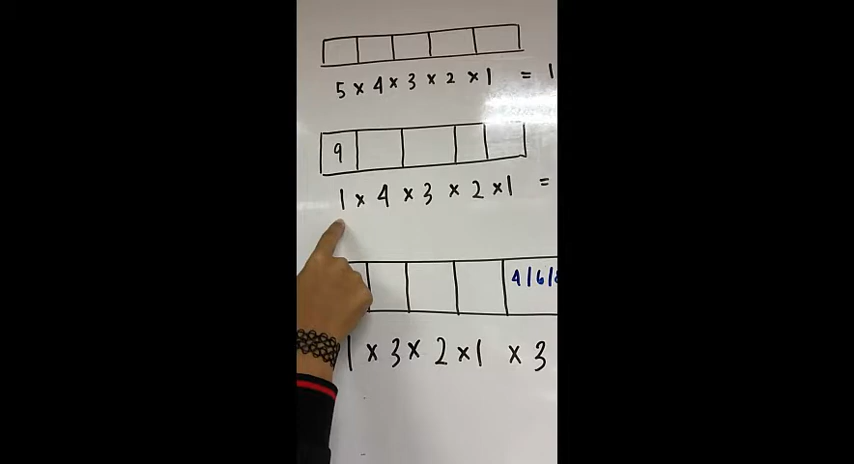 5 × 4 × 3 × 2 × 1 = 1
9
1 × 4 × 3 × 2 × 1 =
4/6/
1 × 3 × 2 × 1 × 3